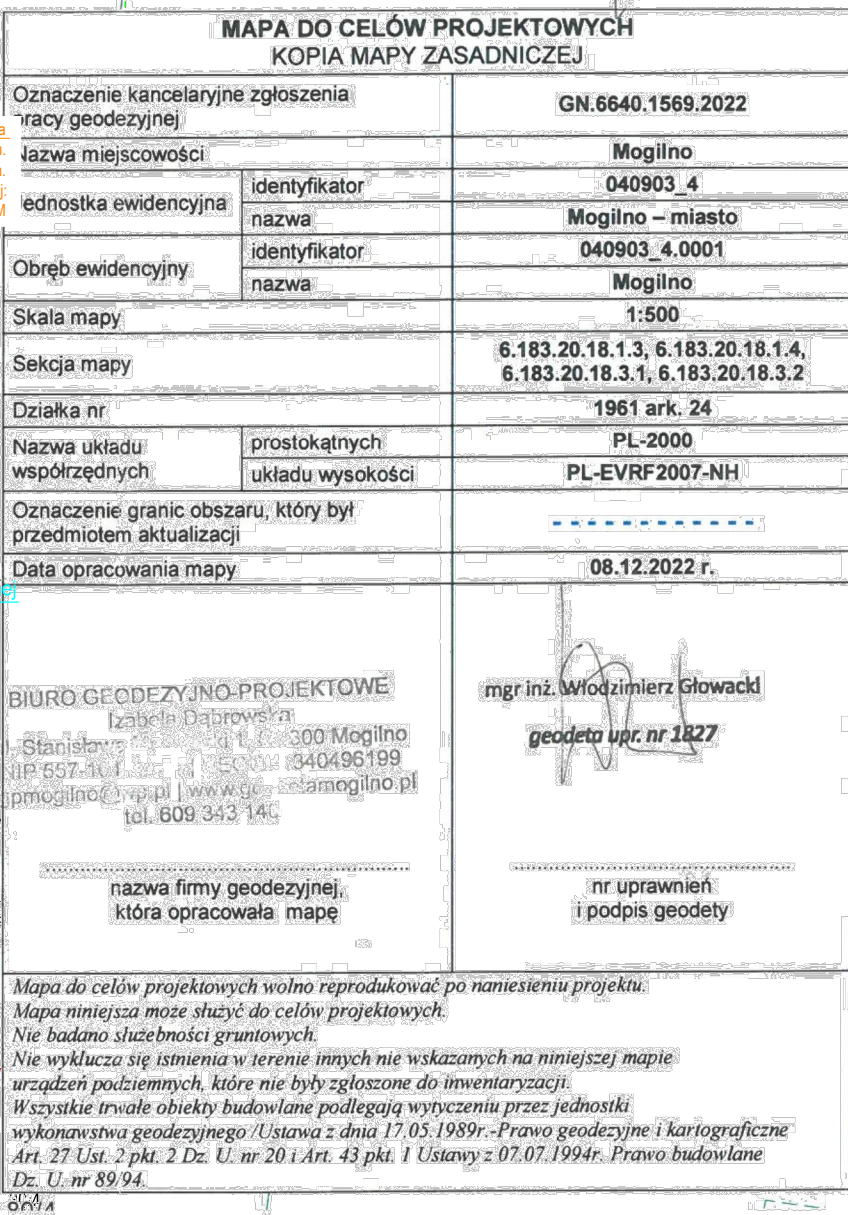 MAPA DO CELÓW PROJEKTOWYCH
KOPIA MAPY ZASADNICZEJ
Oznaczenie kancelaryjne zgłoszenia
pracy geodezyjnej
GN.6640.1569.2022
Nazwa miejscowości
Mogilno
ednostka ewidencyjna
identyfikator
040903_4
nazwa
Mogilno – miasto
Obręb ewidencyjny
identyfikator
040903_4.0001
nazwa
Mogilno
Skala mapy
1:500
Sekcja mapy
6.183.20.18.1.3, 6.183.20.18.1.4,
6.183.20.18.3.1, 6.183.20.18.3.2
Działka nr
1961 ark. 24
Nazwa układu
współrzędnych
prostokątnych
PL-2000
układu wysokości
PL-EVRF2007-NH
Oznaczenie granic obszaru, który był
przedmiotem aktualizacji
Data opracowania mapy
08.12.2022 r.
BIURO GEODEZYJNO-PROJEKTOWE
Izabela Dąbrowska
Stanisław 300 Mogilno
NIP 340496199
tel. 609 343
mgr inż. Włodzimierz Głowacki
geodeta upr. nr 1827
nazwa firmy geodezyjnej,
która opracowała mapę
nr uprawnień
i podpis geodety
Mapa do celów projektowych wolno reprodukować po naniesieniu projektu.
Mapa niniejsza może służyć do celów projektowych.
Nie badano służebności gruntowych.
Nie wyklucza się istnienia w terenie innych nie wskazanych na niniejszej mapie
urządzeń podziemnych, które nie były zgłoszone do inwentaryzacji.
Wszystkie trwałe obiekty budowlane podlegają wytyczeniu przez jednostki
wykonawstwa geodezyjnego /Ustawa z dnia 17.05.1989r.-Prawo geodezyjne i kartograficzne
Art. 27 Ust. 2 pkt. 2 Dz. U. nr 20 i Art. 43 pkt. 1 Ustawy z 07.07.1994r. Prawo budowlane
Dz. U. nr 89/94.